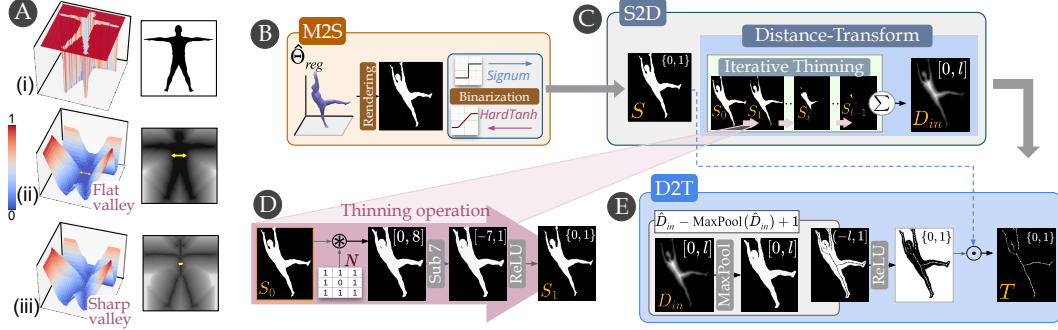 A
(i)
1
0
(ii)
Flat
valley
(iii)
Sharp
valley
B
M2S
Θ̂reg
Rendering
Signum
Binarization
HardTanh
C
S2D
{0,1}
S
Distance-Transform
Iterative Thinning
S0
S1
...
Si
...
Sl−1
∑
[0, l]
Din
D
Thinning operation
S0
⊛
N
1 1 1
1 0 1
1 1 1
[0, 8]
Sub 7
[−7,1]
ReLU
{0,1}
S1
E
D2T
D̂in − MaxPool(D̂in) + 1
[0, l]
Din
MaxPool
[0, l]
(−l, 1]
ReLU
{0,1}
⊙
{0,1}
T